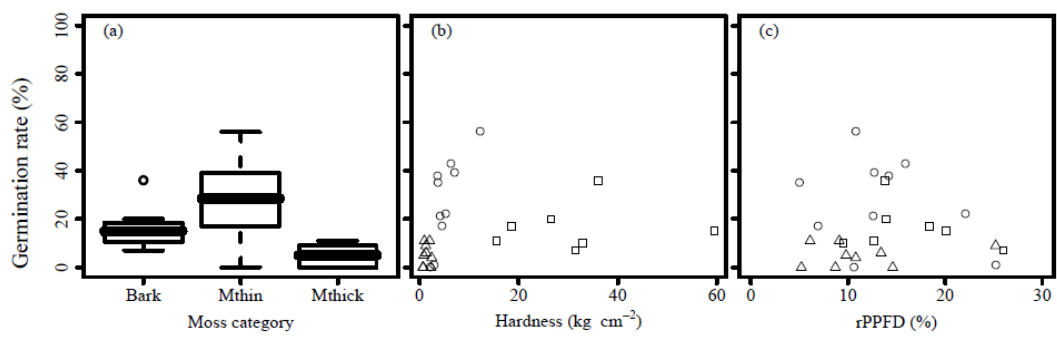 (a)
(b)
(c)
Germination rate (%)
100
80
60
40
20
0
Bark Mthin Mthick
Moss category
0 20 40 60
Hardness (kg cm⁻²)
0 10 20 30
rPPFD (%)